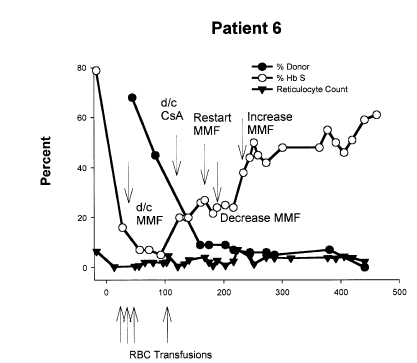 Patient 6
% Donor
% Hb S
Reticulocyte Count
80
60
40
20
0
Percent
d/c
CsA
Restart
MMF
Increase
MMF
d/c
MMF
Decrease MMF
0
100
200
300
400
500
RBC Transfusions